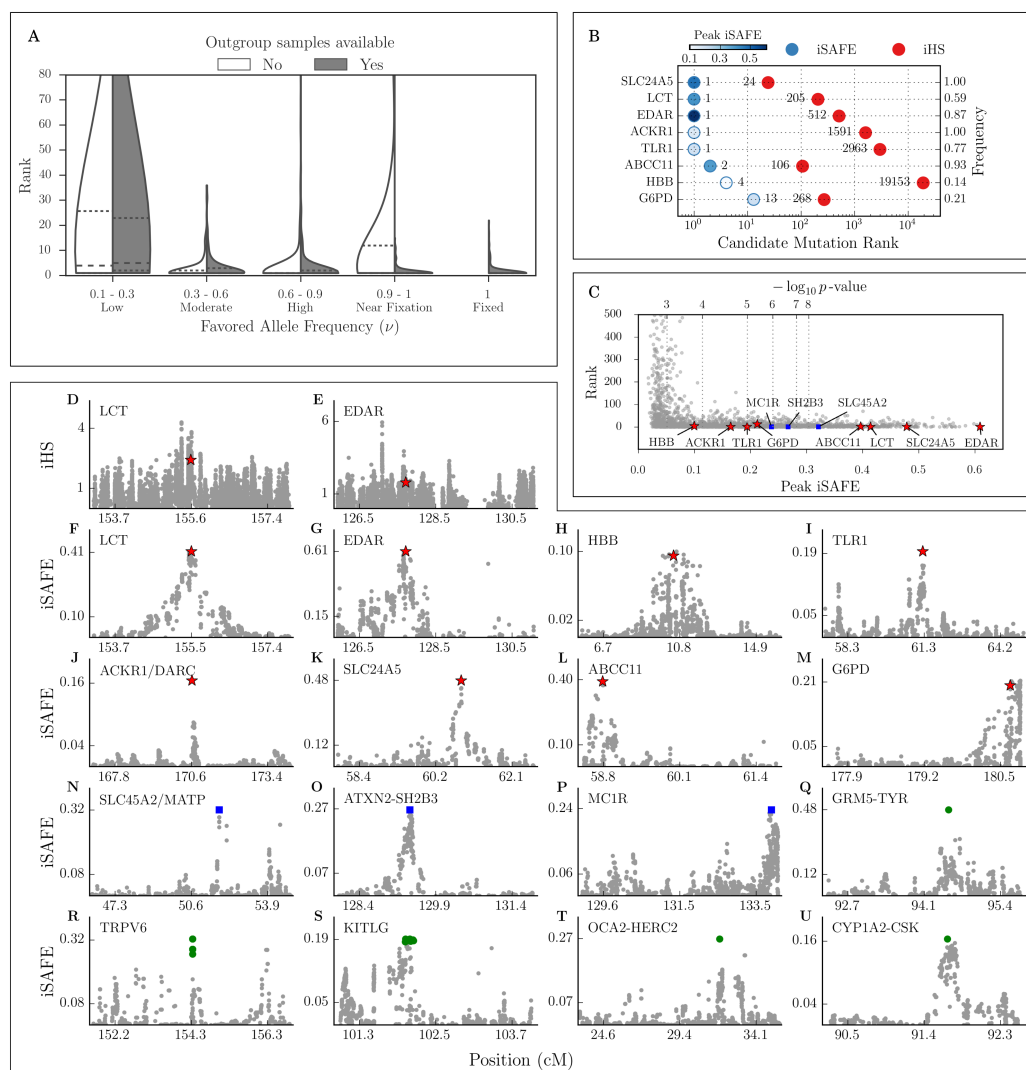 A
Outgroup samples available
No Yes
80
70
60
50
40
30
20
10
0
Rank
0.1 - 0.3 0.3 - 0.6 0.6 - 0.9 0.9 - 1 1
Low Moderate High Near Fixation Fixed
Favored Allele Frequency (ν)
B
Peak iSAFE
0.1 0.3 0.5
iSAFE iHS
SLC24A5 1 24 1.00
LCT 1 205 0.59
EDAR 1 512 0.87
ACKR1 1 1591 1.00
TLR1 1 2963 0.77
ABCC11 2 106 0.93
HBB 4 19153 0.14
G6PD 13 268 0.21
Frequency
10⁰ 10¹ 10² 10³ 10⁴
Candidate Mutation Rank
C
− log₁₀ p-value
3 4 5 6 7 8
500
400
300
200
100
0
Rank
MC1R SH2B3 SLC45A2
HBB ACKR1 TLR1 G6PD ABCC11 LCT SLC24A5 EDAR
0.0 0.1 0.2 0.3 0.4 0.5 0.6
Peak iSAFE
D
LCT
iHS
4
1
153.7 155.6 157.4
E
EDAR
6
1
126.5 128.5 130.5
F
LCT
iSAFE
0.41
0.10
153.7 155.5 157.4
G
EDAR
0.61
0.15
126.5 128.5 130.5
H
HBB
0.10
0.02
6.7 10.8 14.9
I
TLR1
0.19
0.05
58.3 61.3 64.2
J
ACKR1/DARC
iSAFE
0.16
0.04
167.8 170.6 173.4
K
SLC24A5
0.48
0.12
58.4 60.2 62.1
L
ABCC11
0.40
0.10
58.8 60.1 61.4
M
G6PD
0.21
0.05
177.9 179.2 180.5
N
SLC45A2/MATP
iSAFE
0.32
0.08
47.3 50.6 53.9
O
ATXN2-SH2B3
0.27
0.07
128.4 129.9 131.4
P
MC1R
0.24
0.06
129.6 131.5 133.5
Q
GRM5-TYR
0.48
0.12
92.7 94.1 95.4
R
TRPV6
iSAFE
0.32
0.08
152.2 154.3 156.3
S
KITLG
0.19
0.05
101.3 102.5 103.7
T
OCA2-HERC2
0.27
0.07
24.6 29.4 34.1
U
CYP1A2-CSK
0.16
0.04
90.5 91.4 92.3
Position (cM)